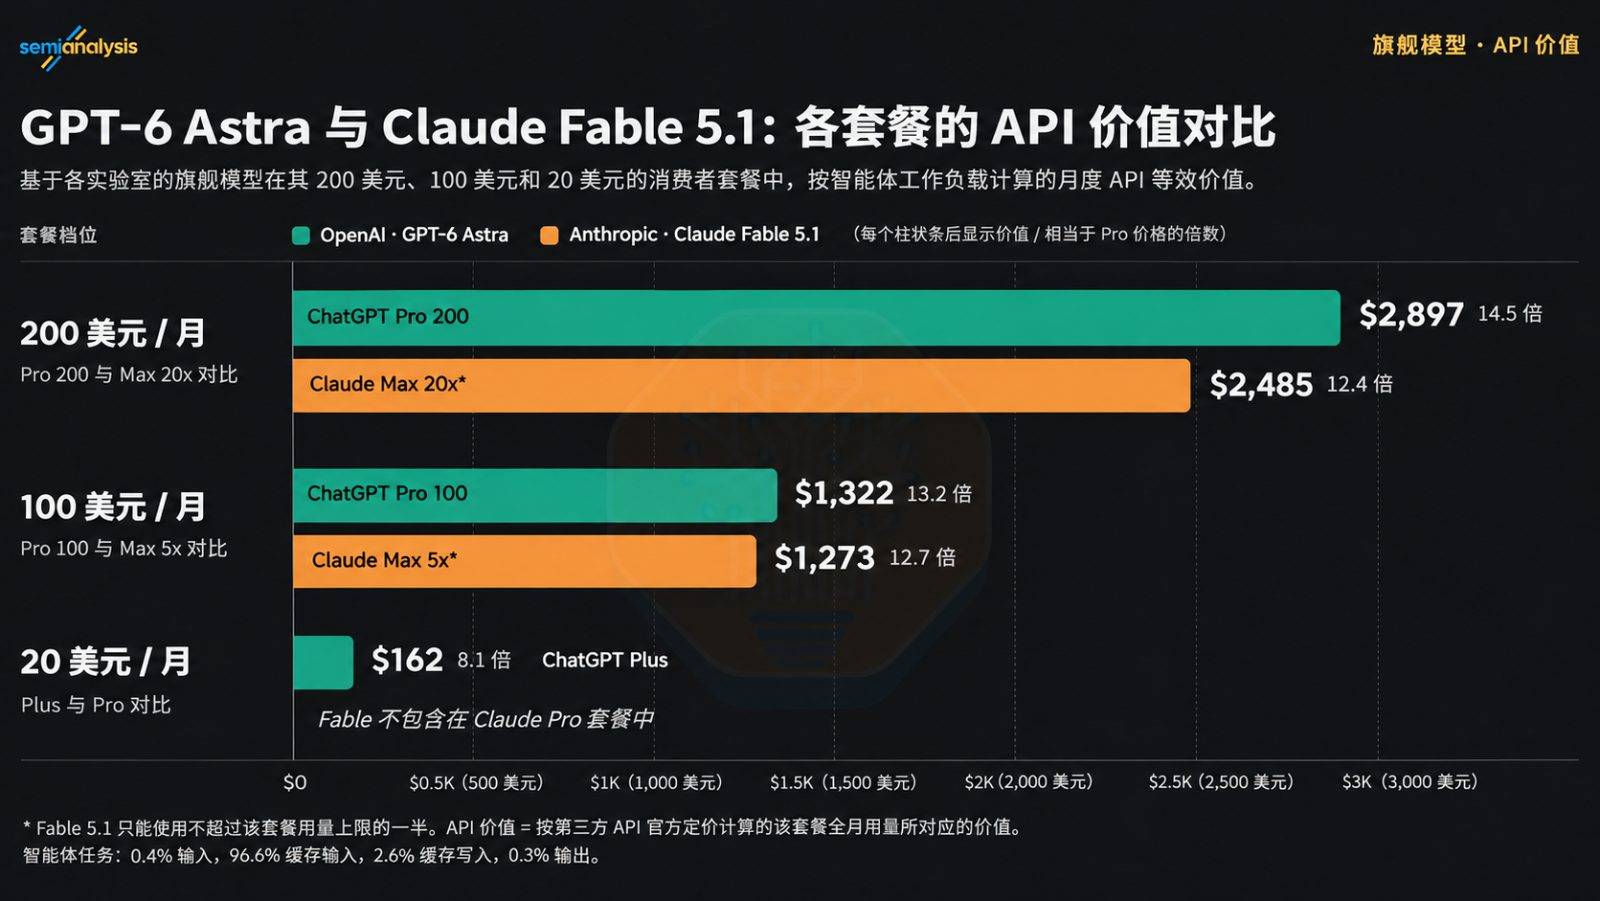 semianalysis
旗舰模型 · API 价值
GPT-6 Astra 与 Claude Fable 5.1：各套餐的 API 价值对比
基于各实验室的旗舰模型在其 200 美元、100 美元和 20 美元的消费者套餐中，按智能体工作负载计算的月度 API 等效价值。
套餐档位
OpenAI · GPT-6 Astra
Anthropic · Claude Fable 5.1
（每个柱状条后显示价值 / 相当于 Pro 价格的倍数）
200 美元 / 月
Pro 200 与 Max 20x 对比
ChatGPT Pro 200
$2,897 14.5 倍
Claude Max 20x*
$2,485 12.4 倍
100 美元 / 月
Pro 100 与 Max 5x 对比
ChatGPT Pro 100
$1,322 13.2 倍
Claude Max 5x*
$1,273 12.7 倍
20 美元 / 月
Plus 与 Pro 对比
$162 8.1 倍 ChatGPT Plus
Fable 不包含在 Claude Pro 套餐中
$0
$0.5K（500 美元）
$1K（1,000 美元）
$1.5K（1,500 美元）
$2K（2,000 美元）
$2.5K（2,500 美元）
$3K（3,000 美元）
* Fable 5.1 只能使用不超过该套餐用量上限的一半。API 价值 = 按第三方 API 官方定价计算的该套餐全月用量所对应的价值。
智能体任务：0.4% 输入，96.6% 缓存输入，2.6% 缓存写入，0.3% 输出。